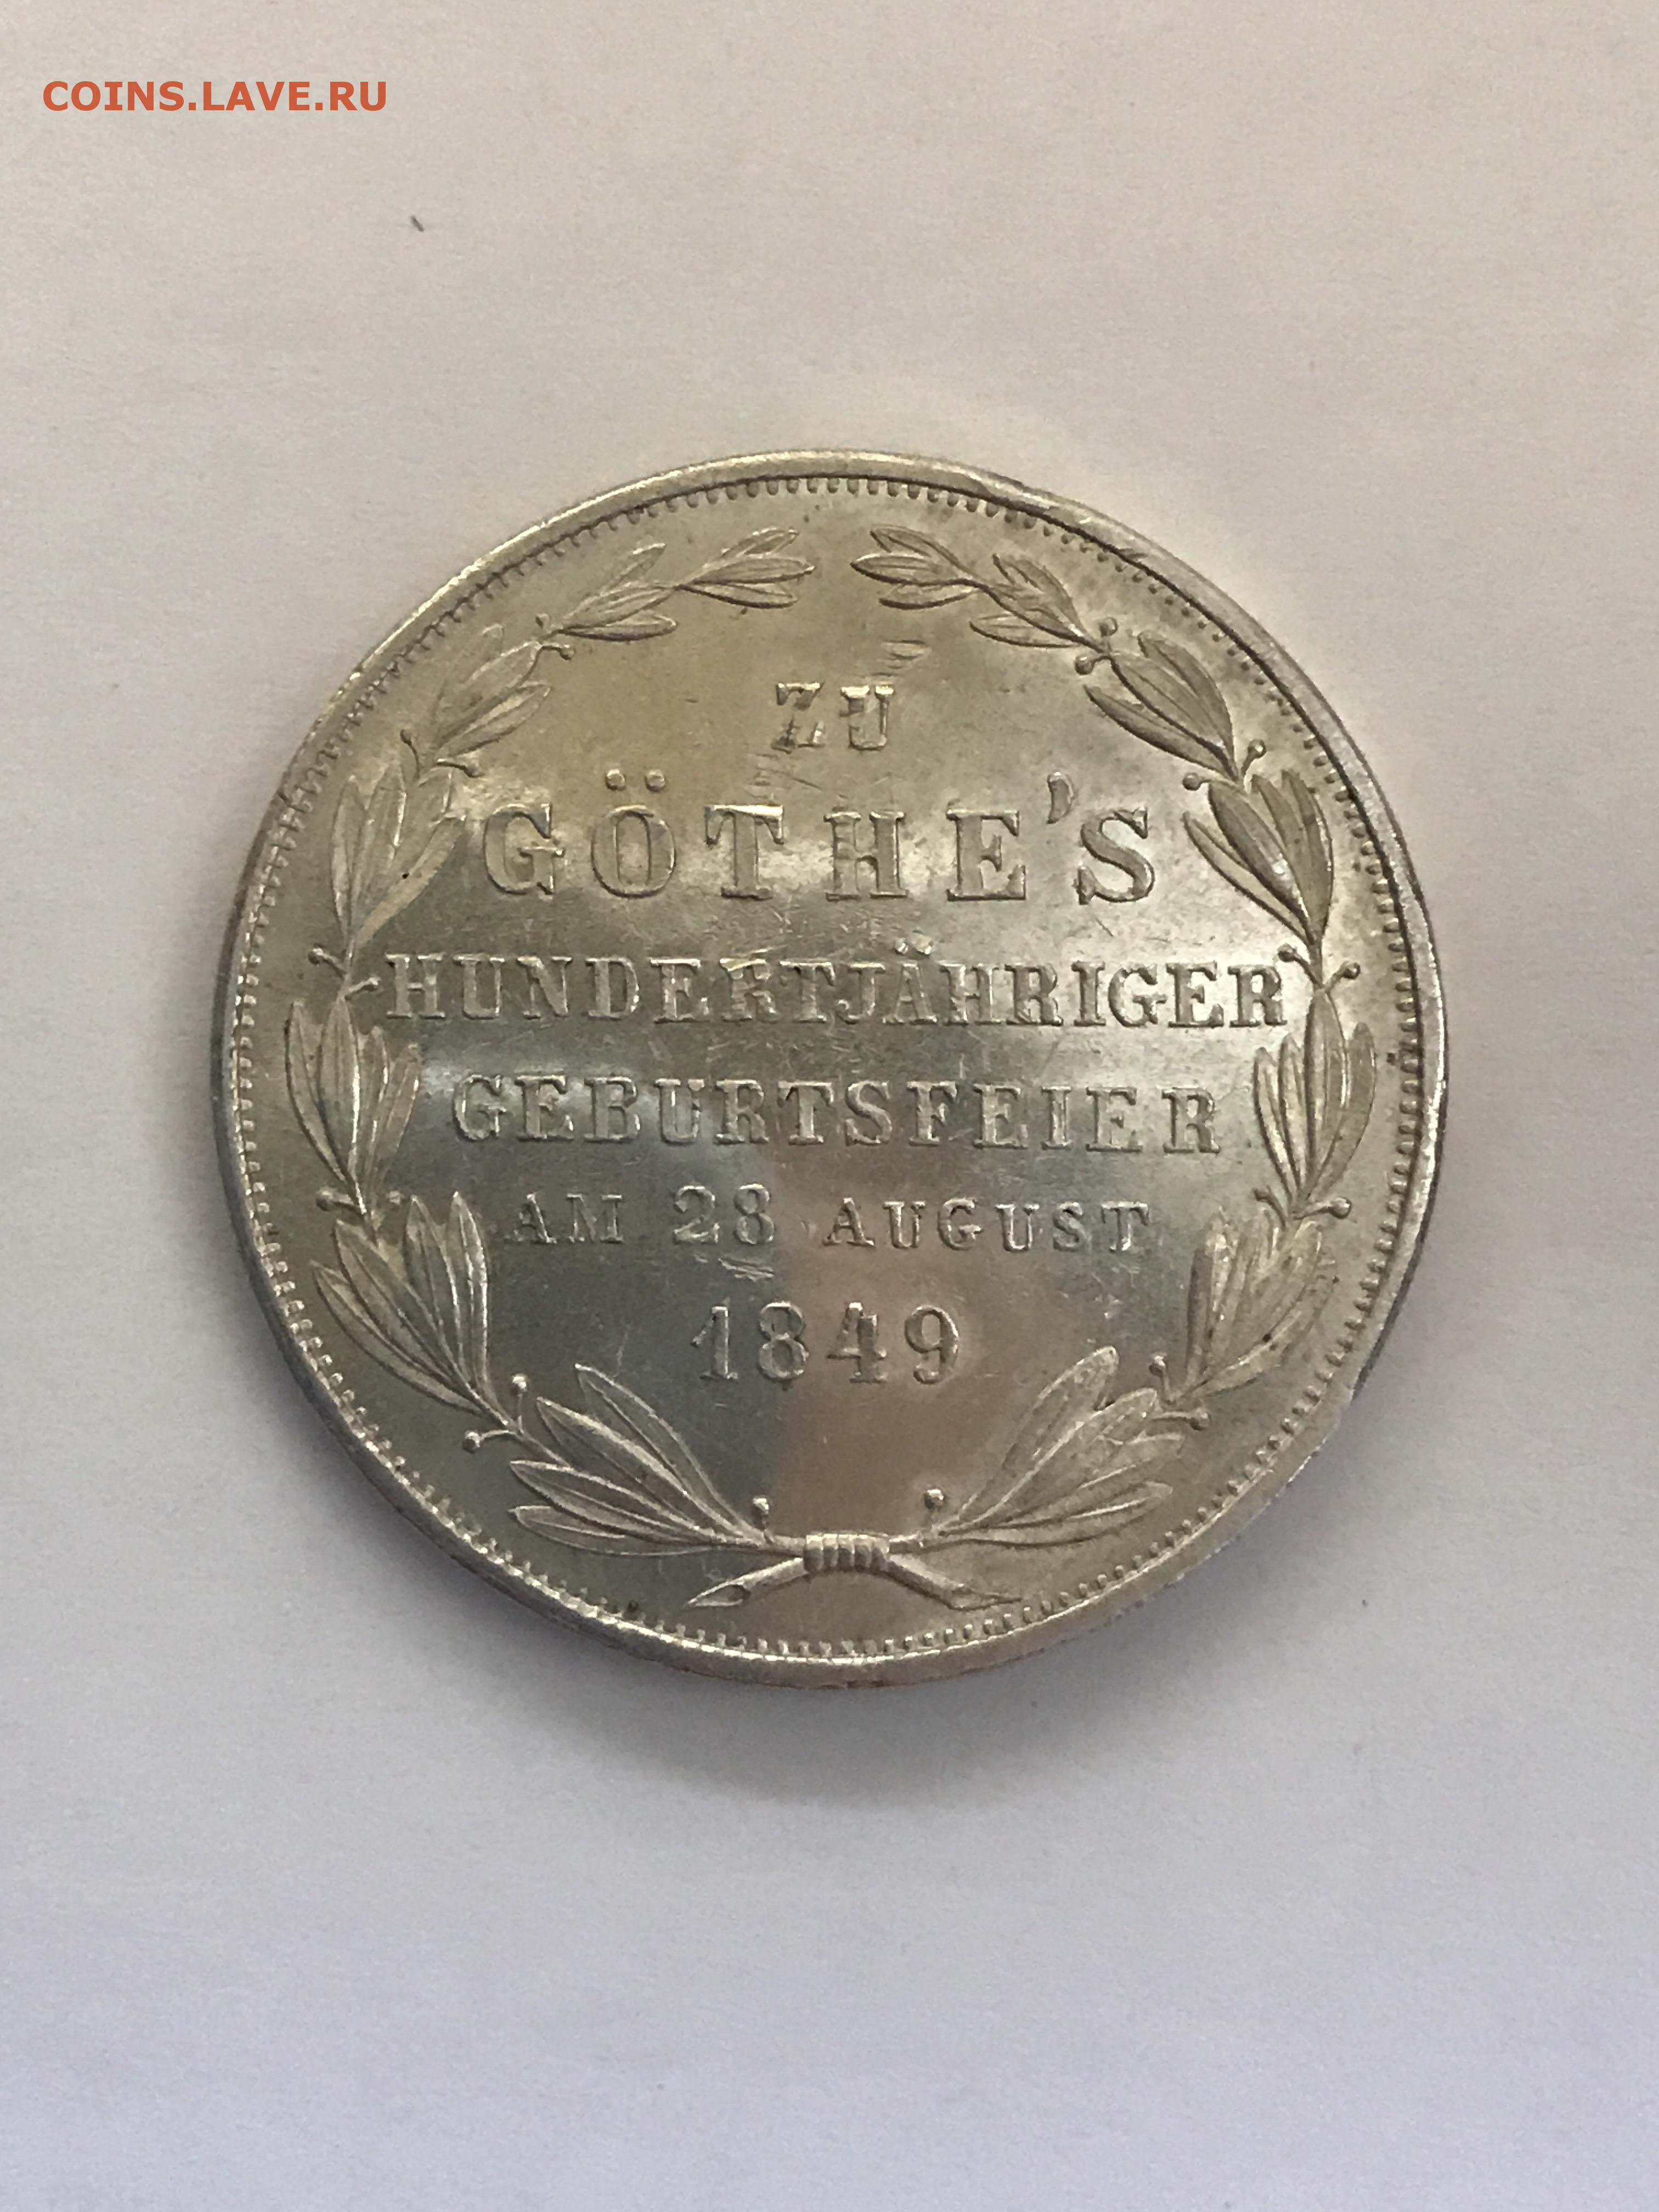 COINS.LAVE.RU
ZU
GÖTHE'S
HUNDERTJÄHRIGER
GEBURTSFEIER
AM 28 AUGUST
1849